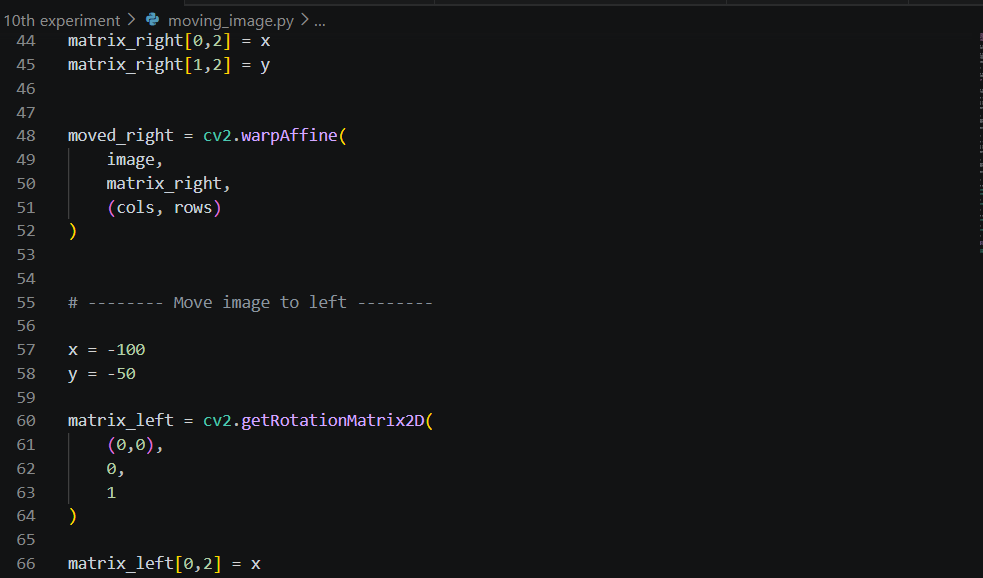 10th experiment > moving_image.py > ...
44 matrix_right[0,2] = x
45 matrix_right[1,2] = y
46
47
48 moved_right = cv2.warpAffine(
49     image,
50     matrix_right,
51     (cols, rows)
52 )
53
54
55 # -------- Move image to left --------
56
57 x = -100
58 y = -50
59
60 matrix_left = cv2.getRotationMatrix2D(
61     (0,0),
62     0,
63     1
64 )
65
66 matrix_left[0,2] = x